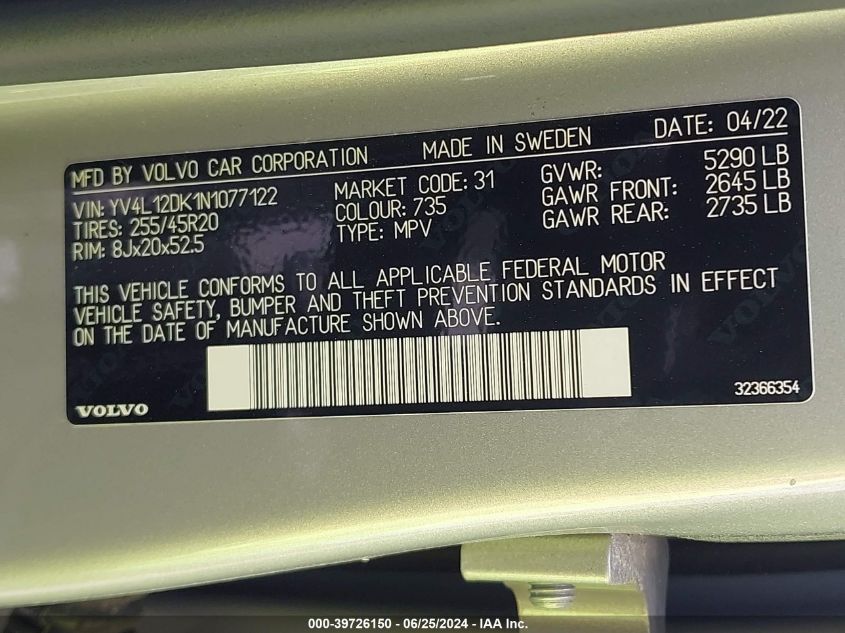 MFD BY VOLVO CAR CORPORATION MADE IN SWEDEN DATE: 04/22
VIN: YV4L12DK1N1077122 MARKET CODE: 31 GVWR: 5290 LB
TIRES: 255/45R20 COLOUR: 735 GAWR FRONT: 2645 LB
RIM: 8Jx20x52.5 TYPE: MPV GAWR REAR: 2735 LB
THIS VEHICLE CONFORMS TO ALL APPLICABLE FEDERAL MOTOR
VEHICLE SAFETY, BUMPER AND THEFT PREVENTION STANDARDS IN EFFECT
ON THE DATE OF MANUFACTURE SHOWN ABOVE.
VOLVO 32366354
000-39726150 - 06/25/2024 - IAA Inc.